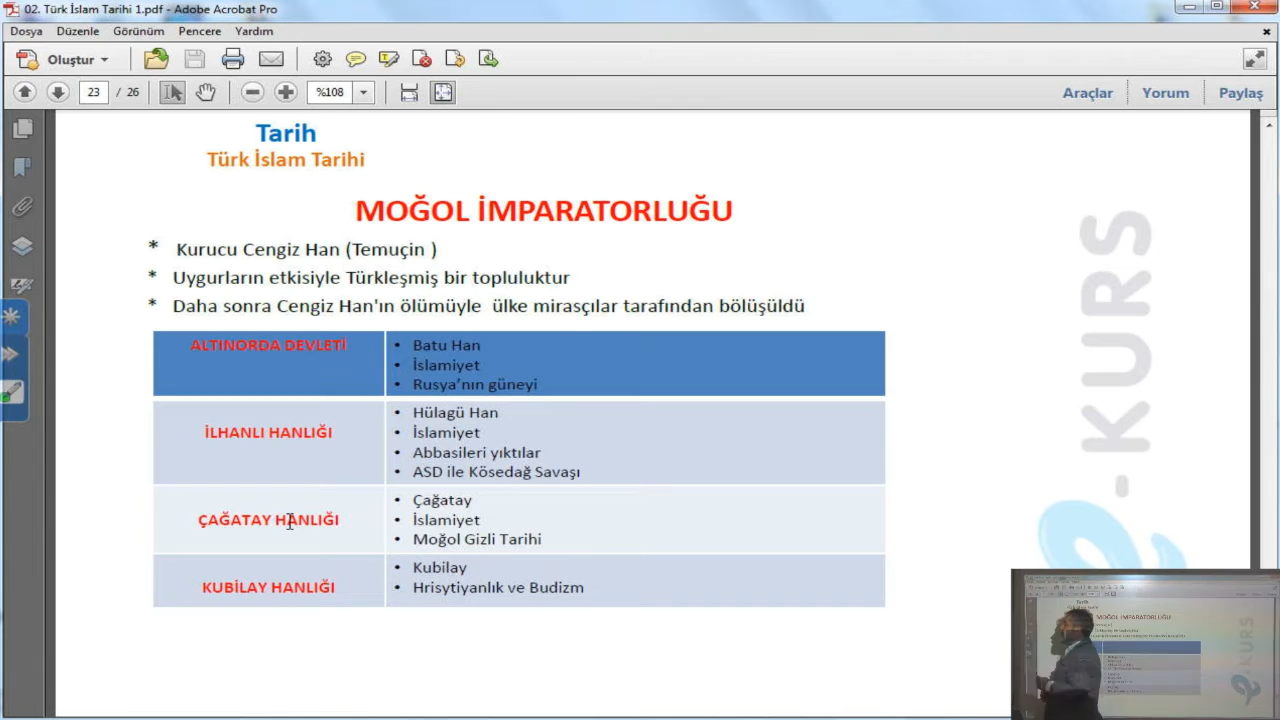 02. Türk İslam Tarihi 1.pdf - Adobe Acrobat Pro
Dosya Düzenle Görünüm Pencere Yardım
Oluştur
23 / 26 %108 Araçlar Yorum Paylaş
Tarih
Türk İslam Tarihi
MOĞOL İMPARATORLUĞU
* Kurucu Cengiz Han (Temuçin )
* Uygurların etkisiyle Türkleşmiş bir topluluktur
* Daha sonra Cengiz Han'ın ölümüyle ülke mirasçılar tarafından bölüşüldü
ALTINORDA DEVLETİ
• Batu Han
• İslamiyet
• Rusya’nın güneyi
İLHANLI HANLIĞI
• Hülagü Han
• İslamiyet
• Abbasileri yıktılar
• ASD ile Kösedağ Savaşı
ÇAĞATAY HANLIĞI
• Çağatay
• İslamiyet
• Moğol Gizli Tarihi
KUBİLAY HANLIĞI
• Kubilay
• Hrisytiyanlık ve Budizm
e-KURS
Tarih
MOĞOL İMPARATORLUĞU